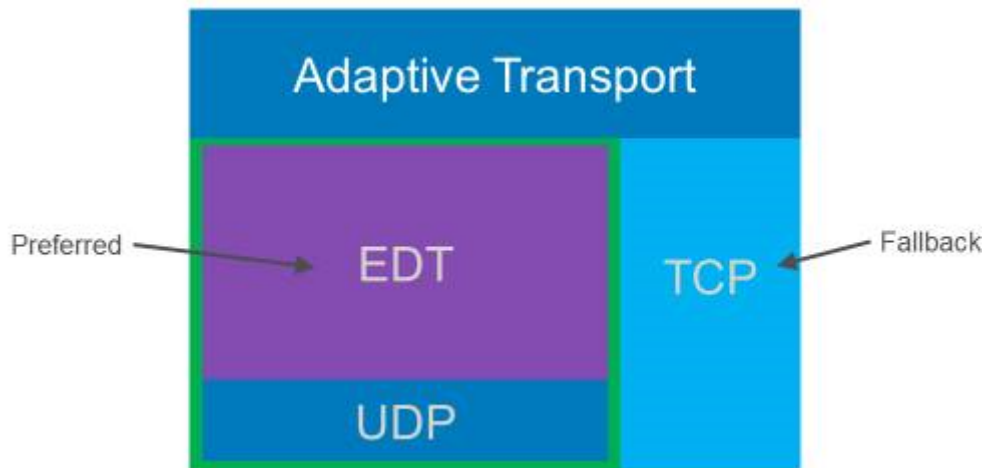 Adaptive Transport
Preferred
EDT
TCP
Fallback
UDP